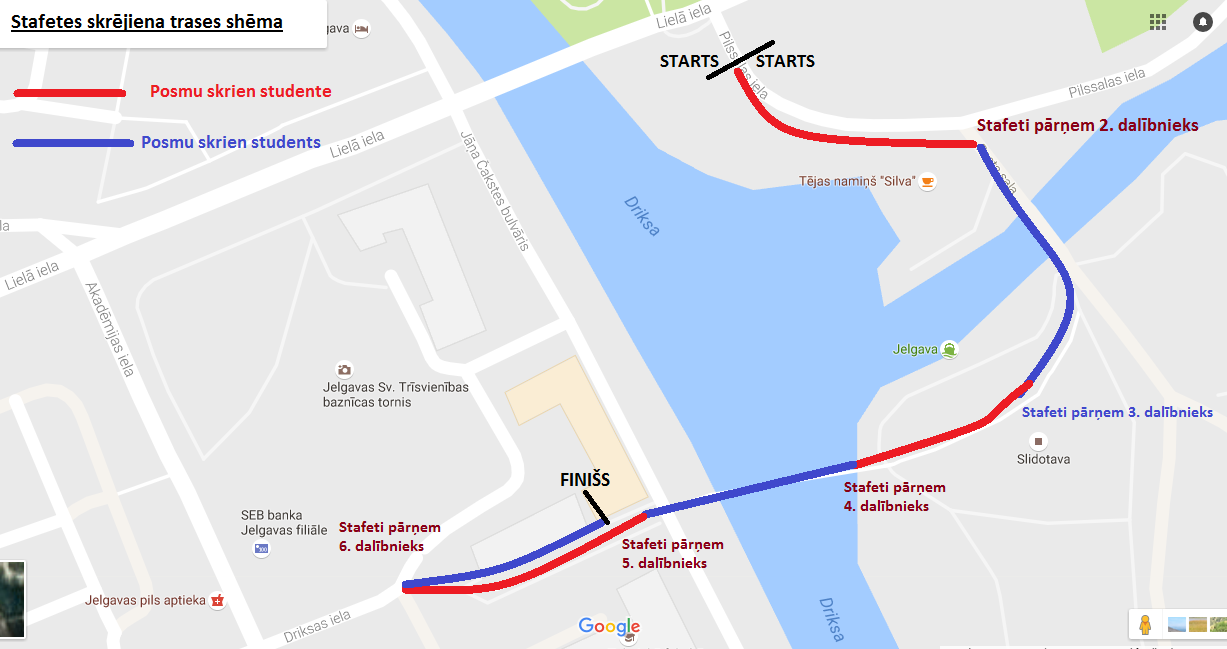 Stafetes skrējiena trases shēma
Posmu skrien studente
Posmu skrien students
Lielā iela
Pilssalas iela
STARTS
STARTS
Pilssalas iela
Stafeti pārņem 2. dalībnieks
Lielā iela
Jāņa Čakstes bulvāris
Tējas namiņš "Silva"
Driksa
Lielā iela
Akadēmijas iela
Jelgava
Jelgavas Sv. Trīsvienības
baznīcas tornis
Stafeti pārņem 3. dalībnieks
Slidotava
FINIŠS
Stafeti pārņem
4. dalībnieks
SEB banka
Jelgavas filiāle
Stafeti pārņem
6. dalībnieks
Stafeti pārņem
5. dalībnieks
Jelgavas pils aptieka
Driksas iela
Google
Driksa